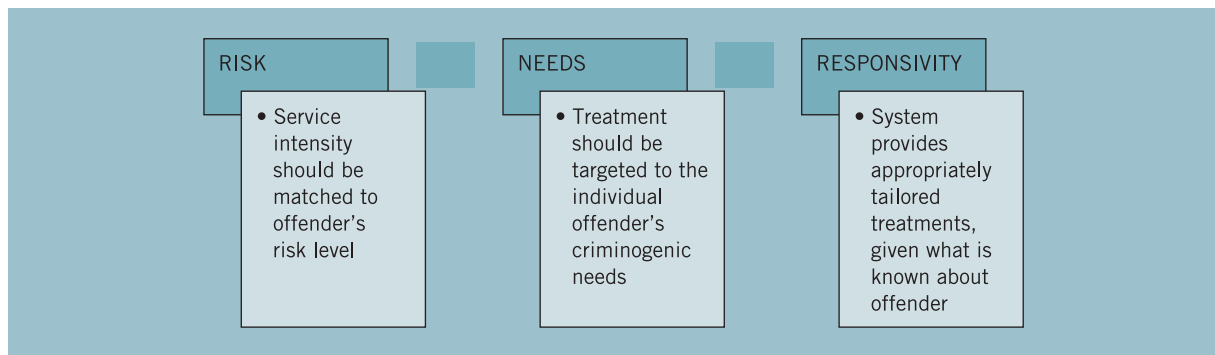 RISK
• Service
intensity
should be
matched to
offender’s
risk level
NEEDS
• Treatment
should be
targeted to the
individual
offender’s
criminogenic
needs
RESPONSIVITY
• System
provides
appropriately
tailored
treatments,
given what is
known about
offender